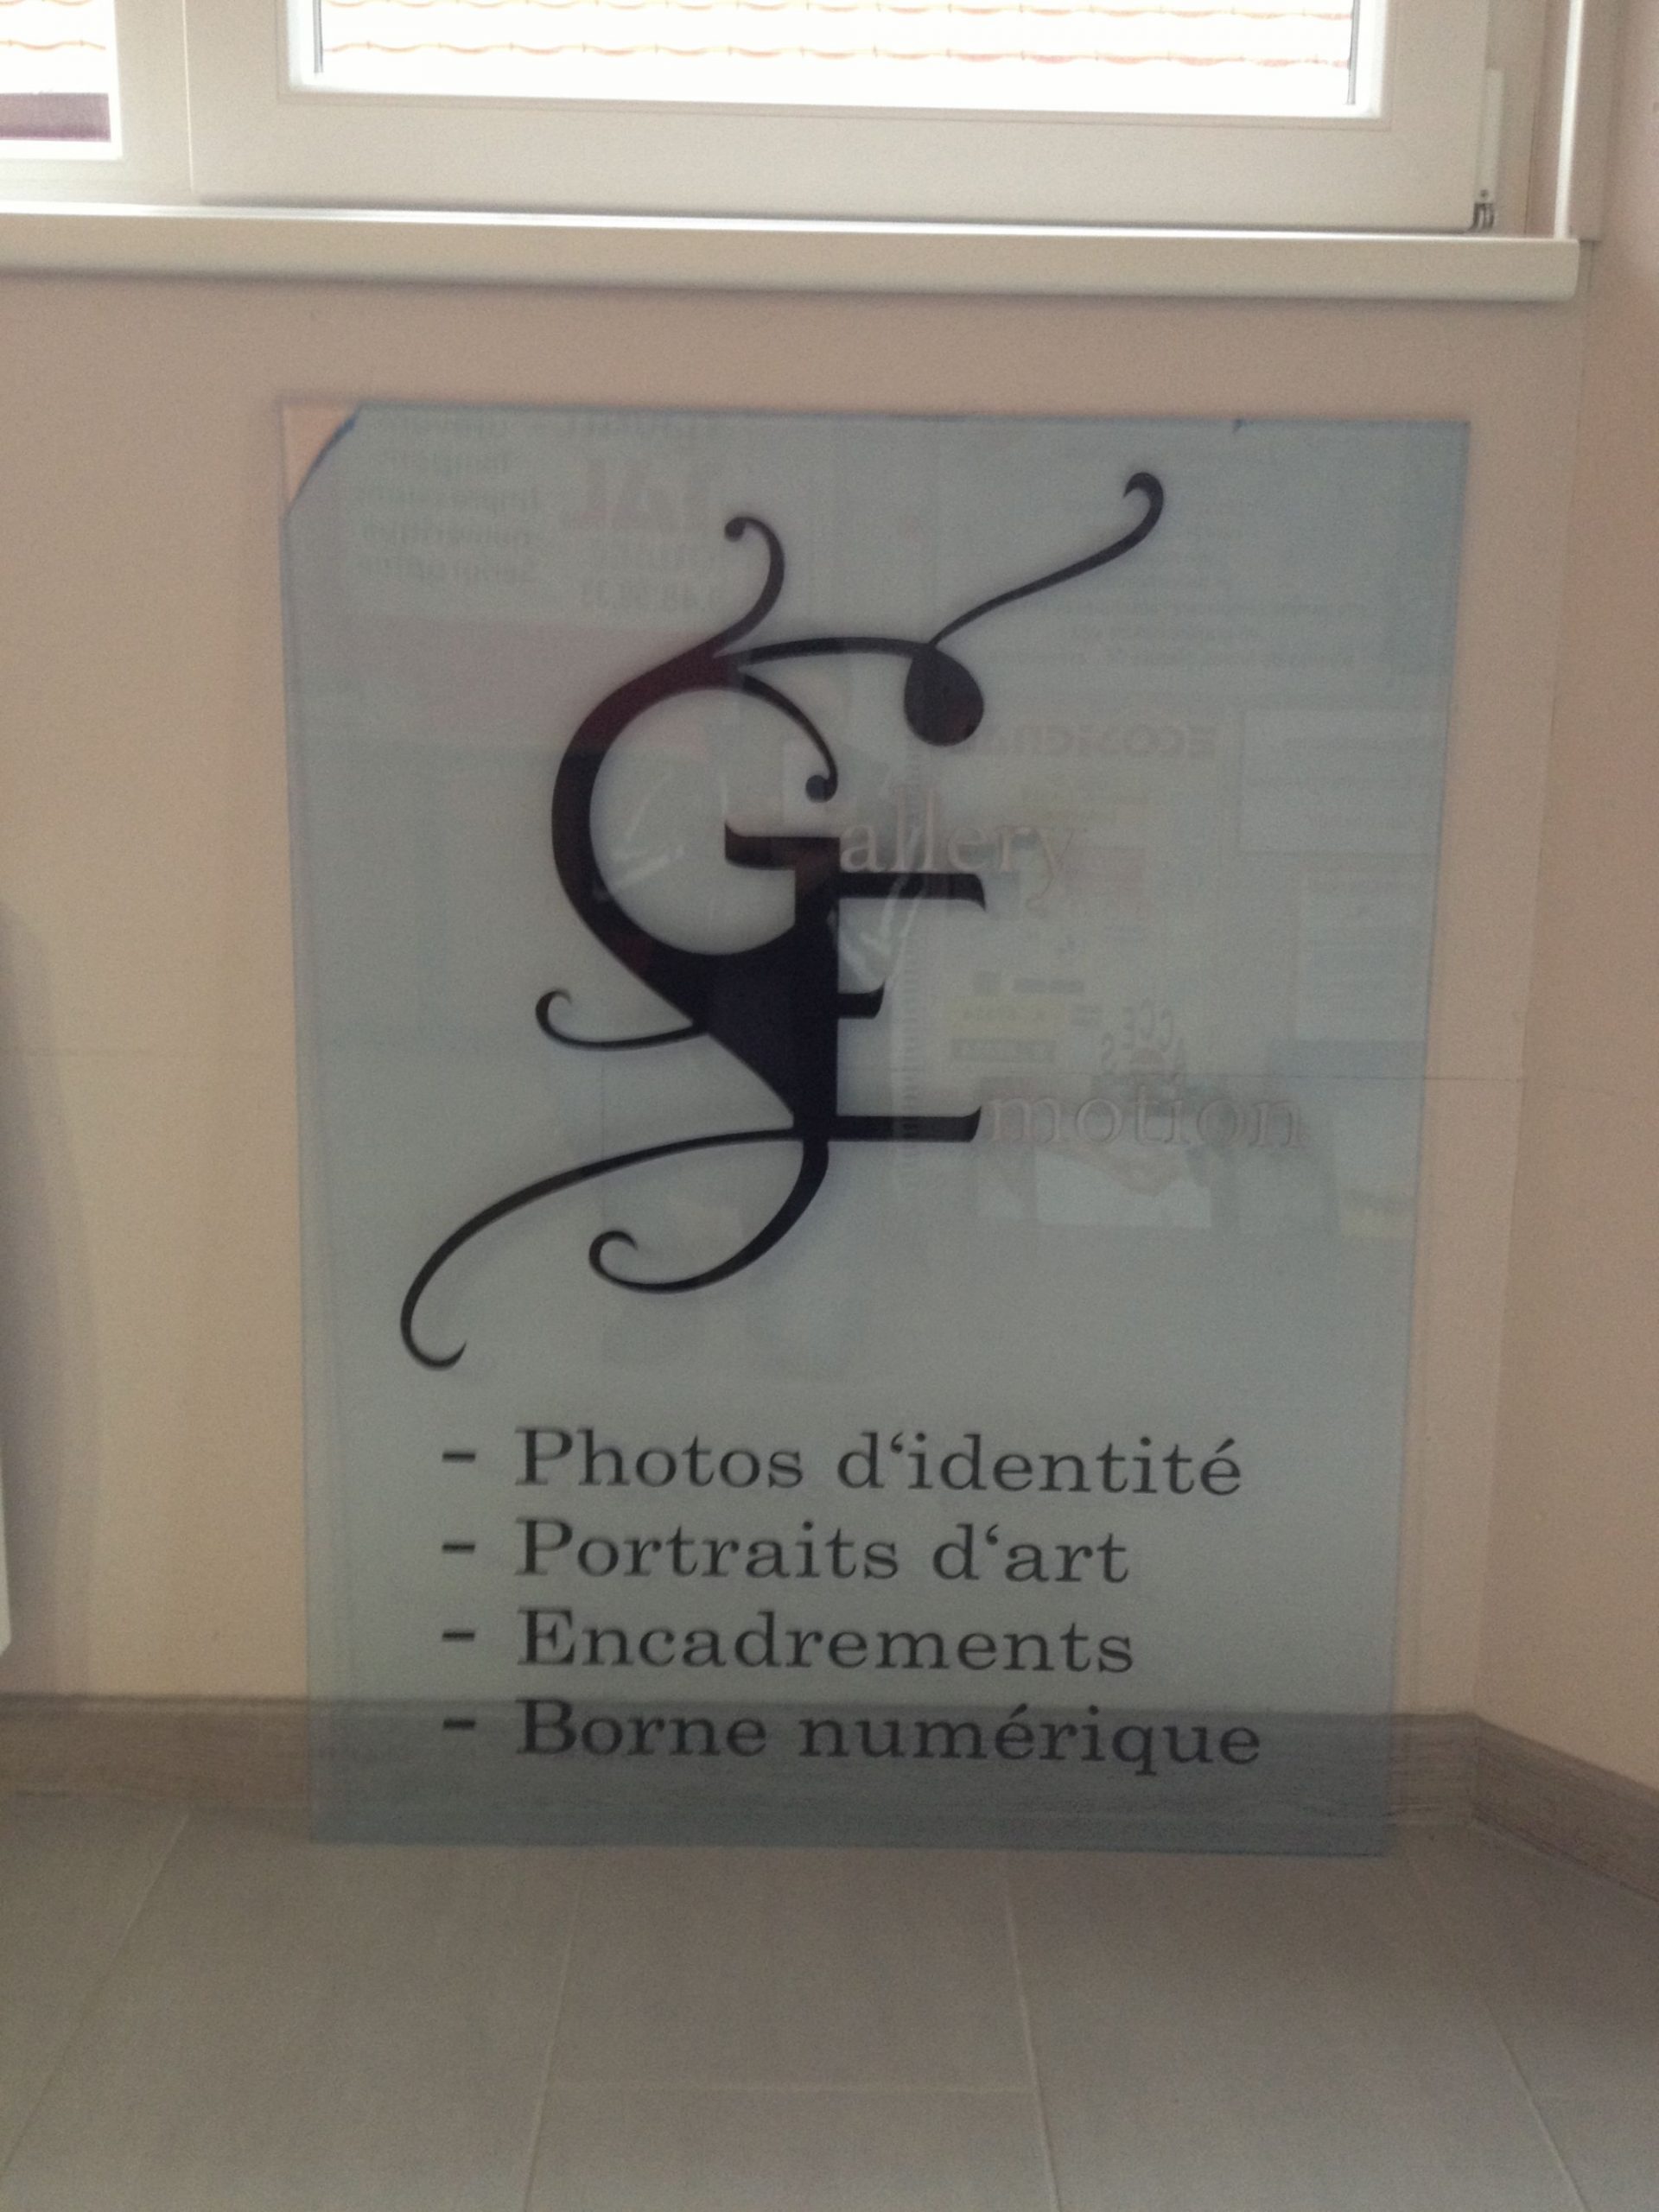 Gallery
Emotion
- Photos d‘identité
- Portraits d‘art
- Encadrements
- Borne numérique